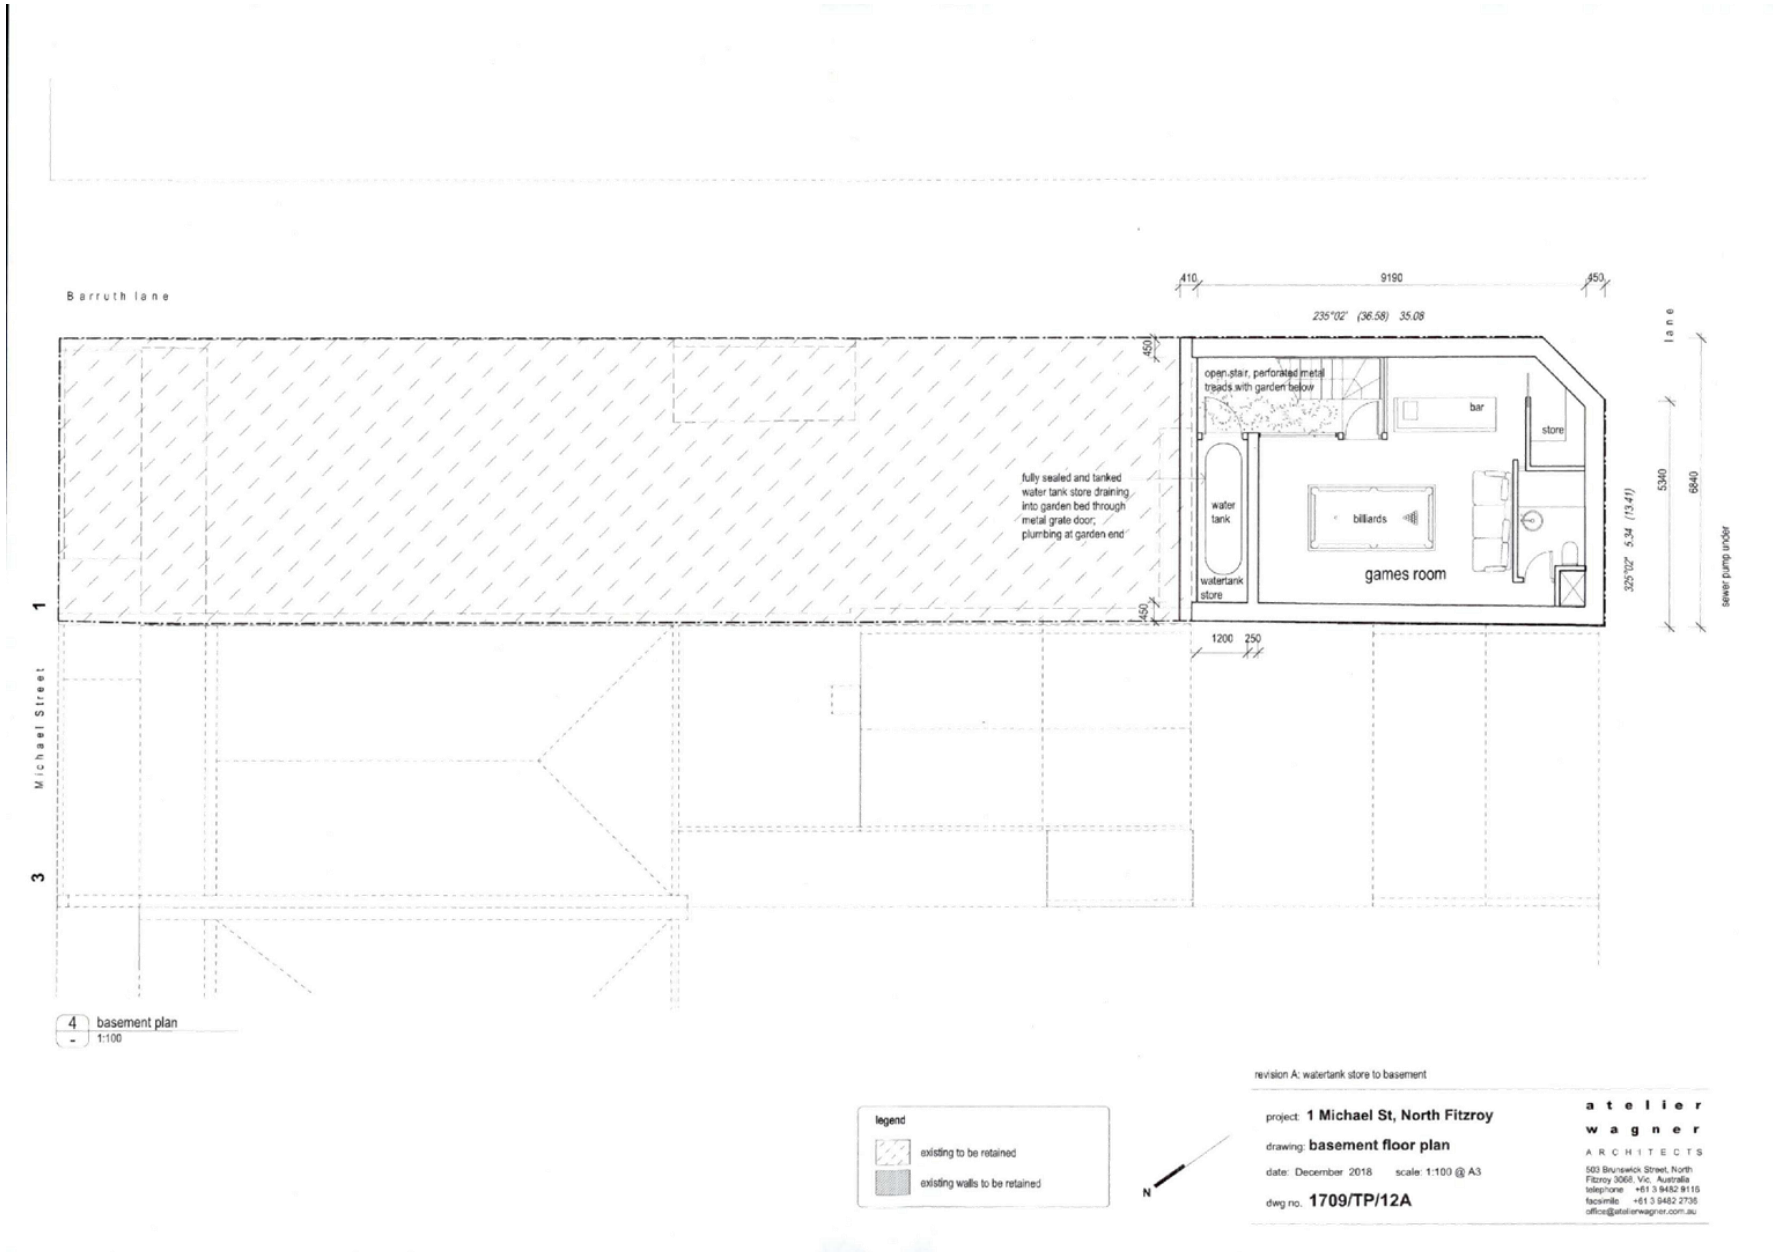 Barruth lane
410
9190
450
235°02' (36.58) 35.08
lane
450
open stair, perforated metal
treads with garden below
bar
store
fully sealed and tanked
water tank store draining
into garden bed through
metal grate door;
plumbing at garden end
water
tank
billiards
games room
watertank
store
450
1200
250
325°02' 5.34 (13.41)
5340
6840
sewer pump under
1
Michael Street
3
4
-
basement plan
1:100
legend
existing to be retained
existing walls to be retained
N
revision A: watertank store to basement
project: 1 Michael St, North Fitzroy
drawing: basement floor plan
date: December 2018 scale: 1:100 @ A3
dwg no. 1709/TP/12A
atelier
wagner
ARCHITECTS
503 Brunswick Street, North
Fitzroy 3068, Vic, Australia
telephone +61 3 9482 9116
facsimile +61 3 9482 2736
office@atelierwagner.com.au